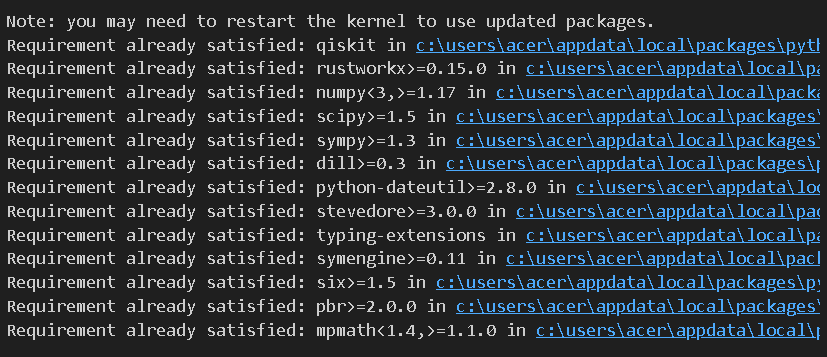 Note: you may need to restart the kernel to use updated packages.
Requirement already satisfied: qiskit in c:\users\acer\appdata\local\packages\pyth
Requirement already satisfied: rustworkx>=0.15.0 in c:\users\acer\appdata\local\pa
Requirement already satisfied: numpy<3,>=1.17 in c:\users\acer\appdata\local\packa
Requirement already satisfied: scipy>=1.5 in c:\users\acer\appdata\local\packages\
Requirement already satisfied: sympy>=1.3 in c:\users\acer\appdata\local\packages\
Requirement already satisfied: dill>=0.3 in c:\users\acer\appdata\local\packages\p
Requirement already satisfied: python-dateutil>=2.8.0 in c:\users\acer\appdata\loc
Requirement already satisfied: stevedore>=3.0.0 in c:\users\acer\appdata\local\pac
Requirement already satisfied: typing-extensions in c:\users\acer\appdata\local\pa
Requirement already satisfied: symengine>=0.11 in c:\users\acer\appdata\local\pack
Requirement already satisfied: six>=1.5 in c:\users\acer\appdata\local\packages\py
Requirement already satisfied: pbr>=2.0.0 in c:\users\acer\appdata\local\packages\
Requirement already satisfied: mpmath<1.4,>=1.1.0 in c:\users\acer\appdata\local\p